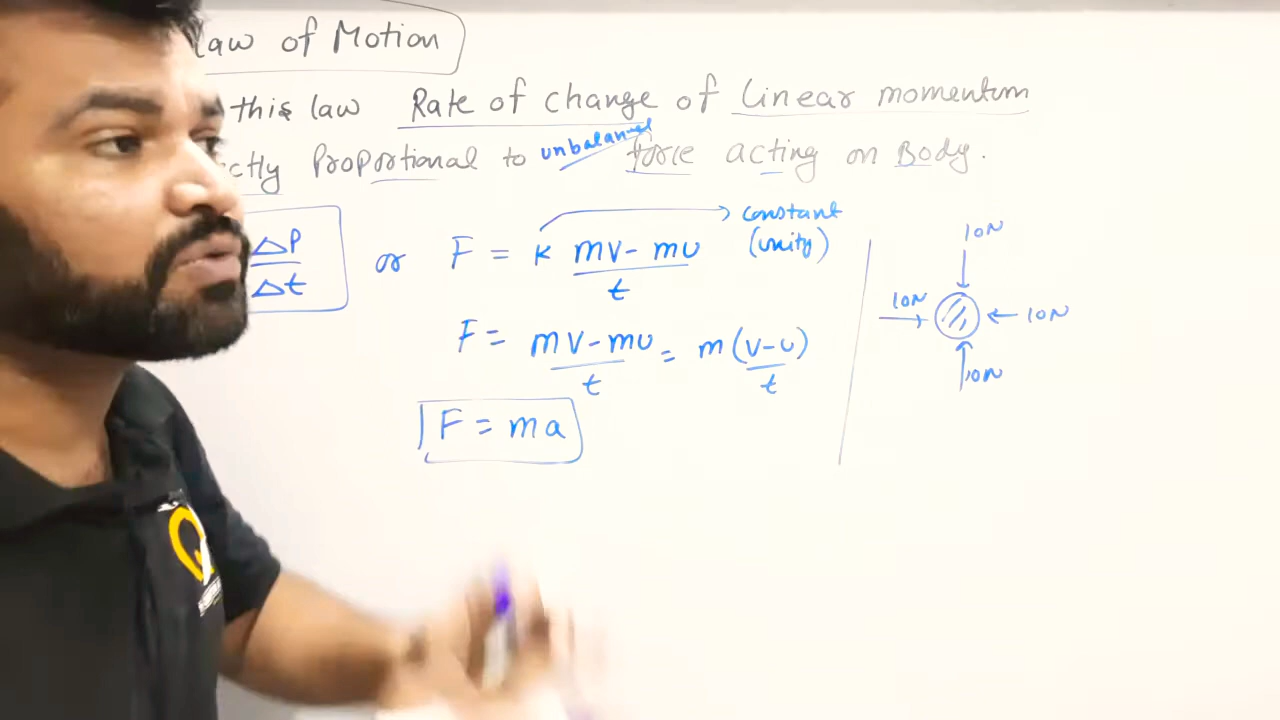 Law of Motion
this law Rate of change of linear momentum
ctly Proportional to unbalanced force acting on Body.
ΔP
Δt
or
F = K mv - mu
t
constant
(unity)
F = mv - mu = m(v-u)
t t
F = ma
10N
10N
10N
10N